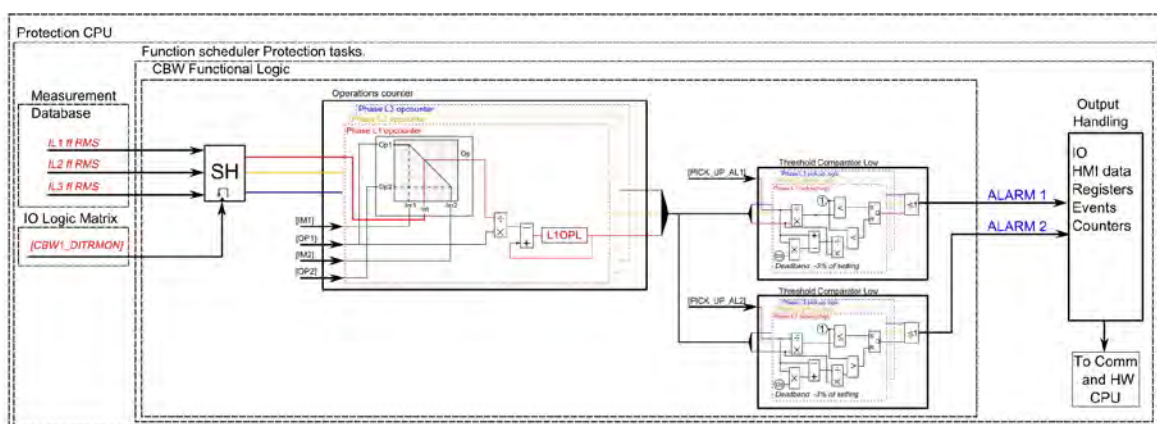 Protection CPU
Function scheduler Protection tasks.
CBW Functional Logic
Measurement
Database
IL1 ff RMS
IL2 ff RMS
IL3 ff RMS
IO Logic Matrix
[CBW1_DITRMON]
SH
Operations counter
Phase L3 opcounter
Phase L2 opcounter
Phase L1 opcounter
Op1
Op
Op2
Im1
Im2
[IM1]
[OP1]
[IM2]
[OP2]
L1OPL
[PICK_UP_AL1]
Threshold Comparator Low
Deadband -3% of setting
[PICK_UP_AL2]
Threshold Comparator Low
Deadband -3% of setting
ALARM 1
ALARM 2
Output
Handling
IO
HMI data
Registers
Events
Counters
To Comm
and HW
CPU